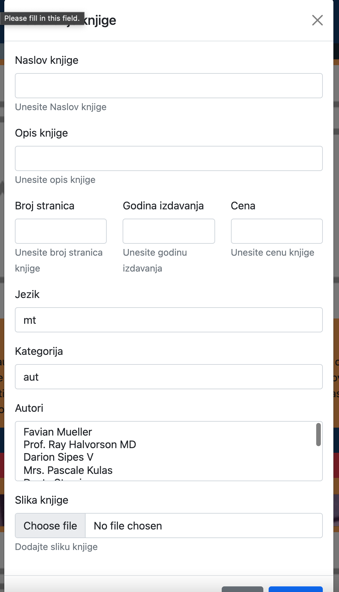 Please fill in this field.
knjige
Naslov knjige
Unesite Naslov knjige
Opis knjige
Unesite opis knjige
Broj stranica
Godina izdavanja
Cena
Unesite broj stranica
knjige
Unesite godinu
izdavanja
Unesite cenu knjige
Jezik
mt
Kategorija
aut
Autori
Favian Mueller
Prof. Ray Halvorson MD
Darion Sipes V
Mrs. Pascale Kulas
Slika knjige
Choose file No file chosen
Dodajte sliku knjige